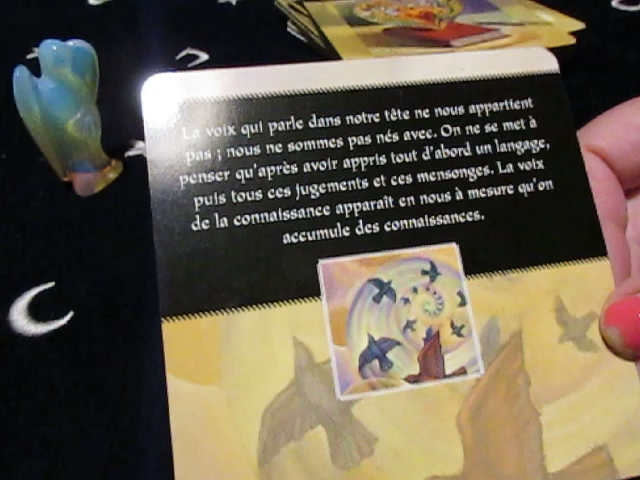 La voix qui parle dans notre tête ne nous appartient
pas ; nous ne sommes pas nés avec. On ne se met à
penser qu'après avoir appris tout d'abord un langage,
puis tous ces jugements et ces mensonges. La voix
de la connaissance apparaît en nous à mesure qu'on
accumule des connaissances.